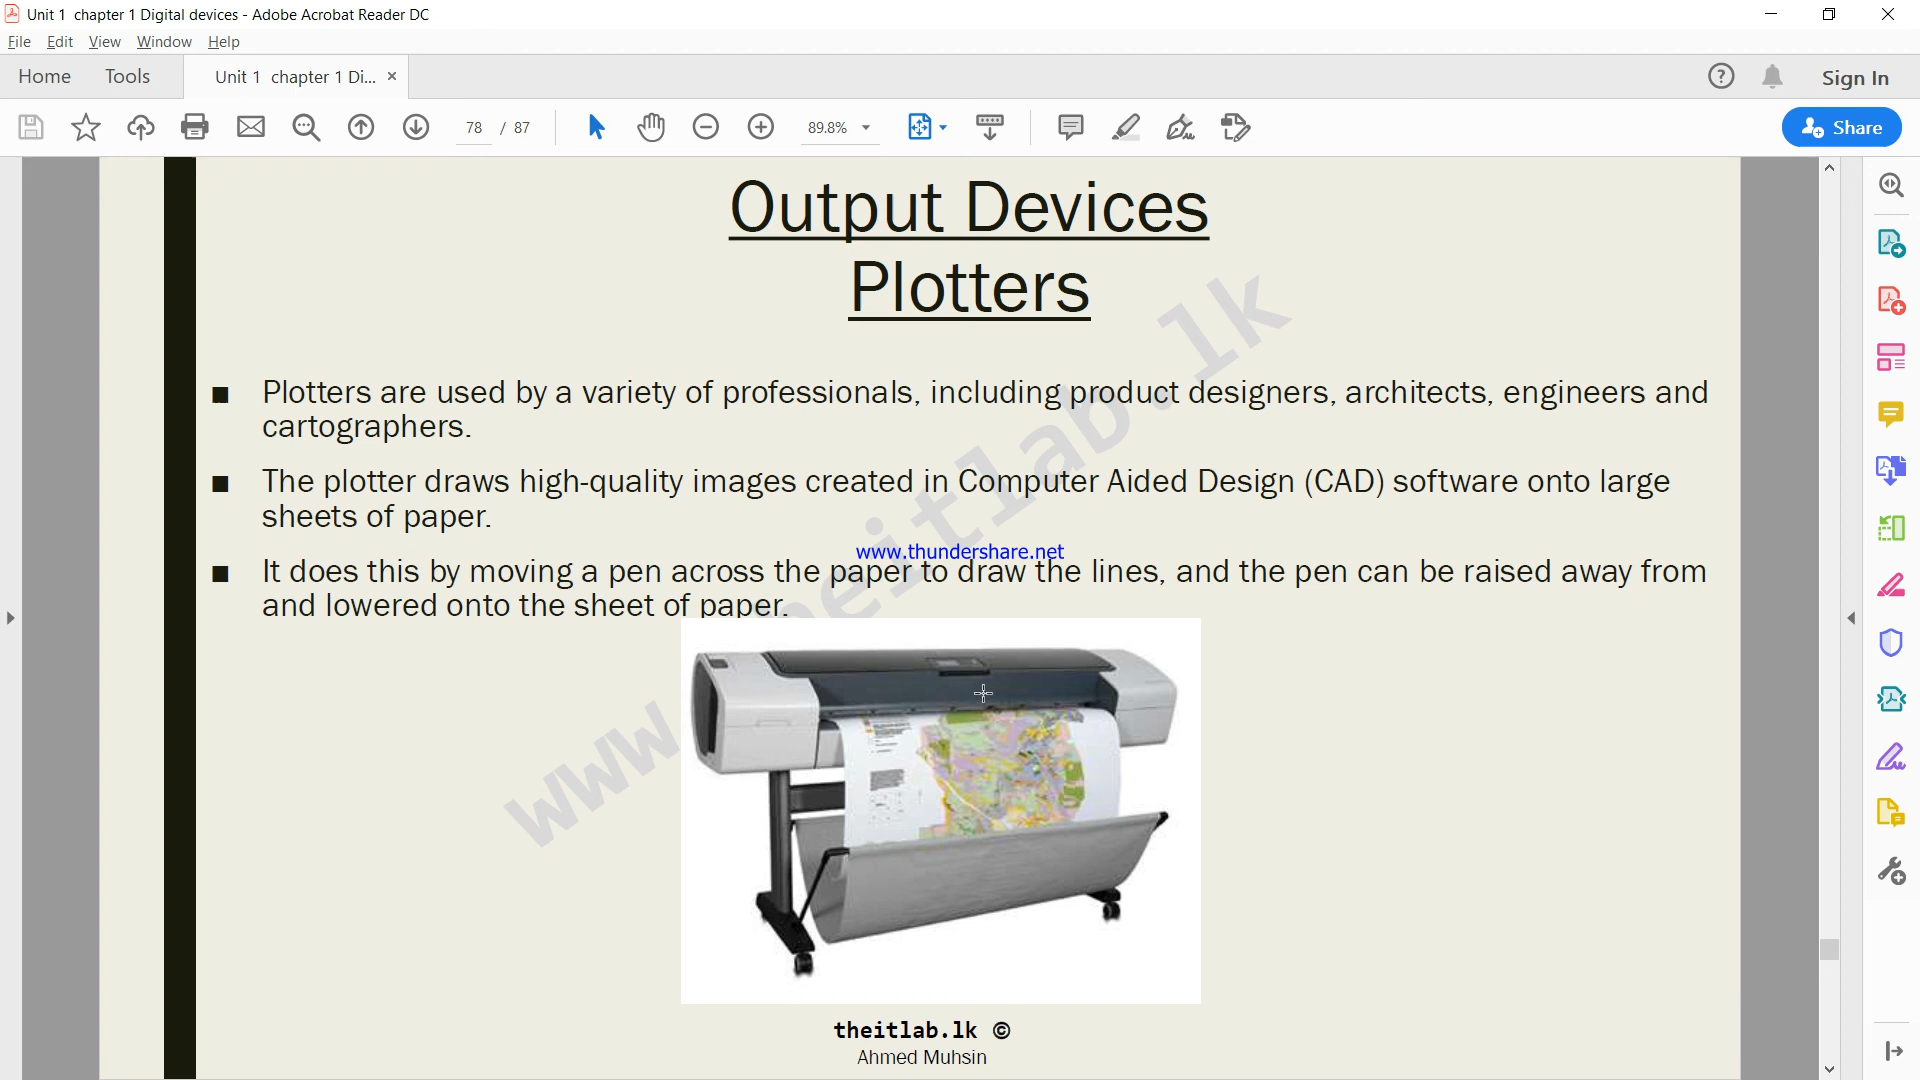 Unit 1  chapter 1 Digital devices - Adobe Acrobat Reader DC
File Edit View Window Help
Home Tools Unit 1  chapter 1 Di... × Sign In
78 / 87 89.8% Share
Output Devices
Plotters
■ Plotters are used by a variety of professionals, including product designers, architects, engineers and
cartographers.
■ The plotter draws high-quality images created in Computer Aided Design (CAD) software onto large
sheets of paper.
www.thundershare.net
■ It does this by moving a pen across the paper to draw the lines, and the pen can be raised away from
and lowered onto the sheet of paper.
www.theitlab.lk
theitlab.lk ©
Ahmed Muhsin